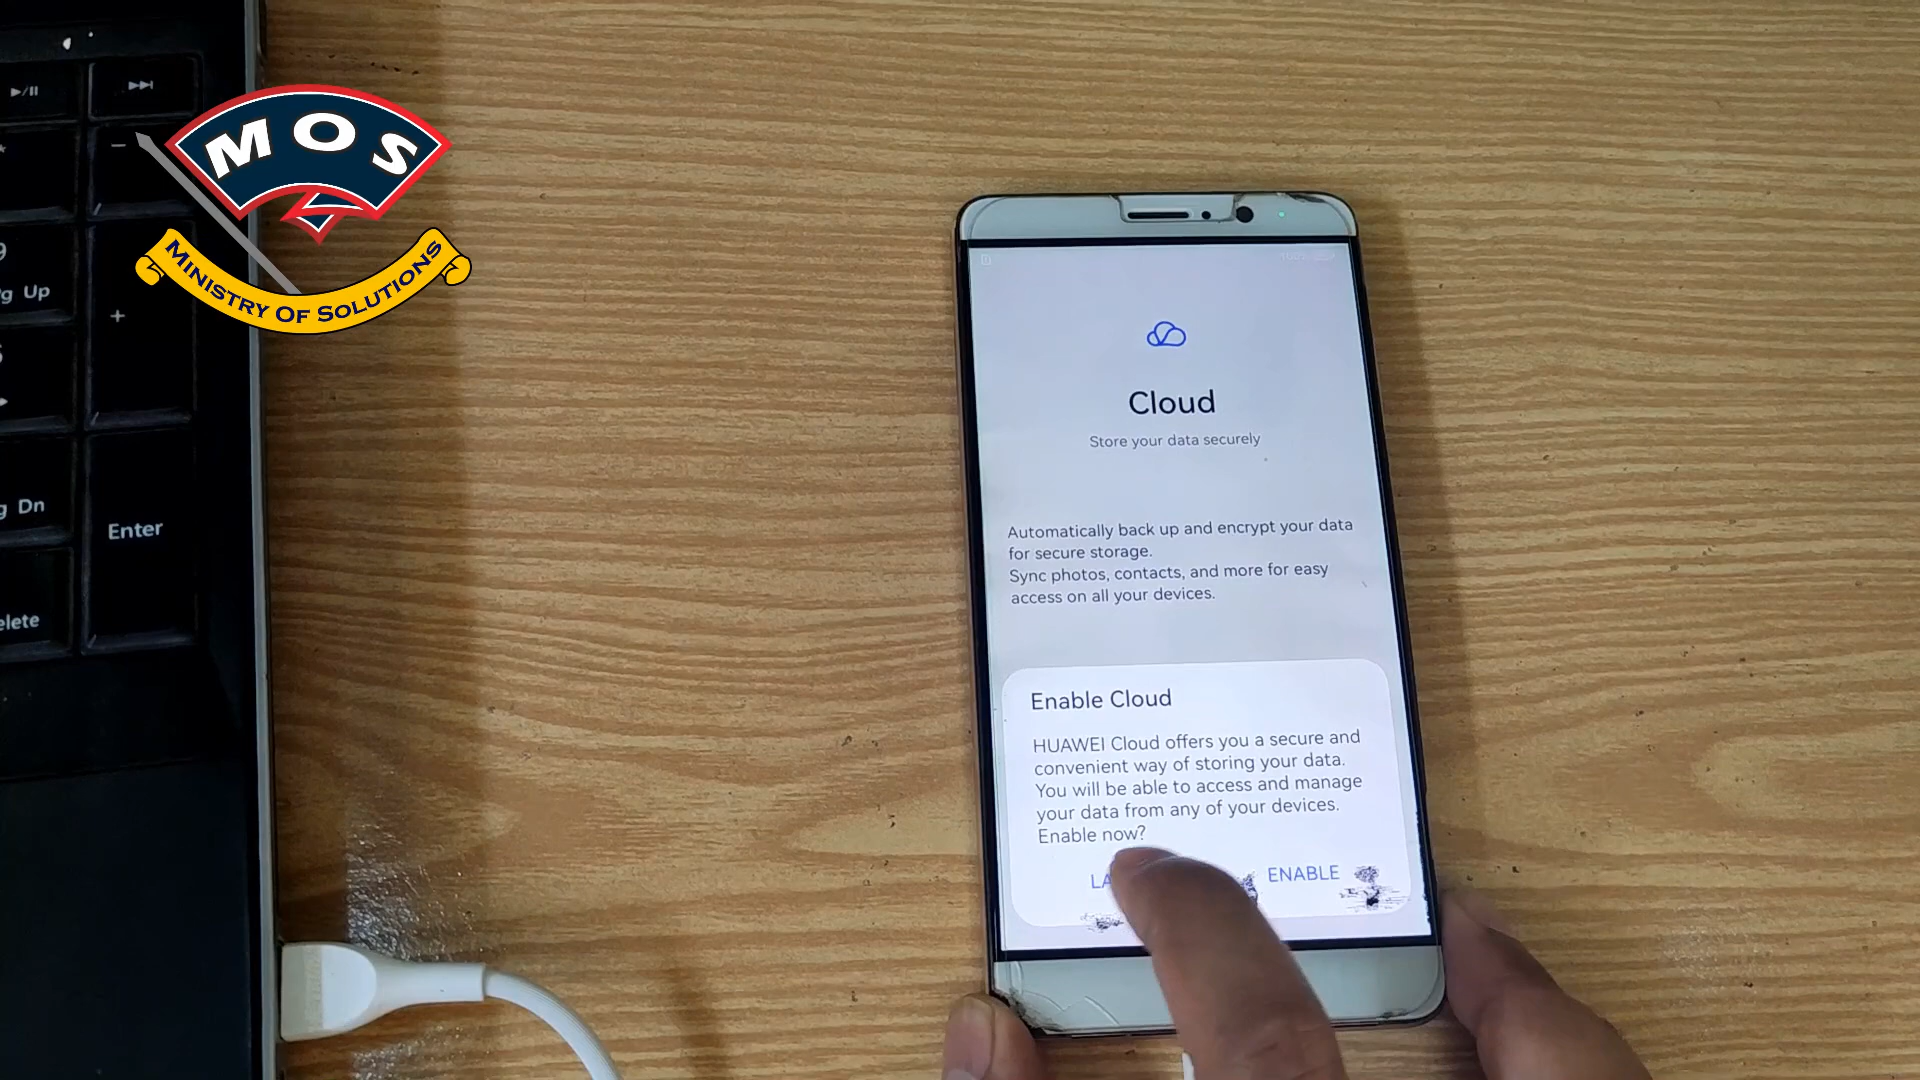 MOS
MINISTRY OF SOLUTIONS
Up
+
Dn
Enter
Cloud
Store your data securely
Automatically back up and encrypt your data
for secure storage.
Sync photos, contacts, and more for easy
access on all your devices.
Enable Cloud
HUAWEI Cloud offers you a secure and
convenient way of storing your data.
You will be able to access and manage
your data from any of your devices.
Enable now?
ENABLE